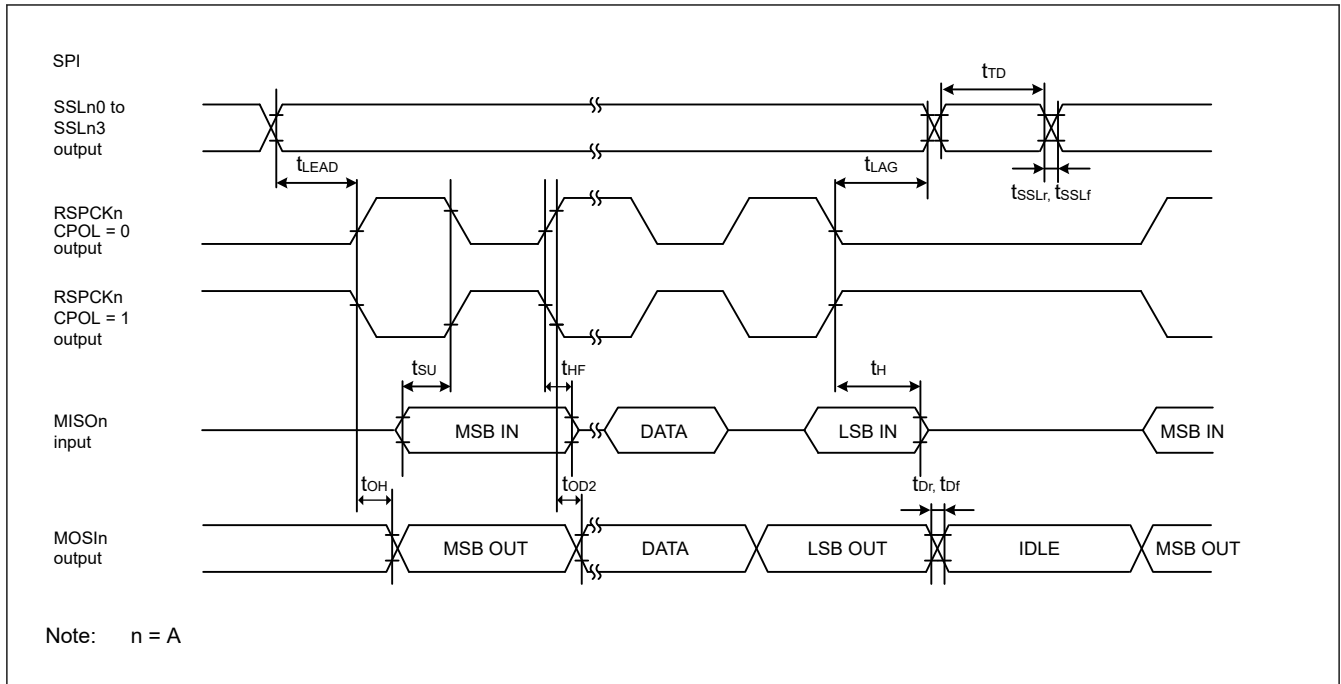 SPI
tTD
SSLn0 to
SSLn3
output
tLEAD
tLAG
tSSLr, tSSLf
RSPCKn
CPOL = 0
output
RSPCKn
CPOL = 1
output
tSU
tHF
tH
MISOn
input
MSB IN
DATA
LSB IN
MSB IN
tOH
tOD2
tDr, tDf
MOSIn
output
MSB OUT
DATA
LSB OUT
IDLE
MSB OUT
Note: n = A